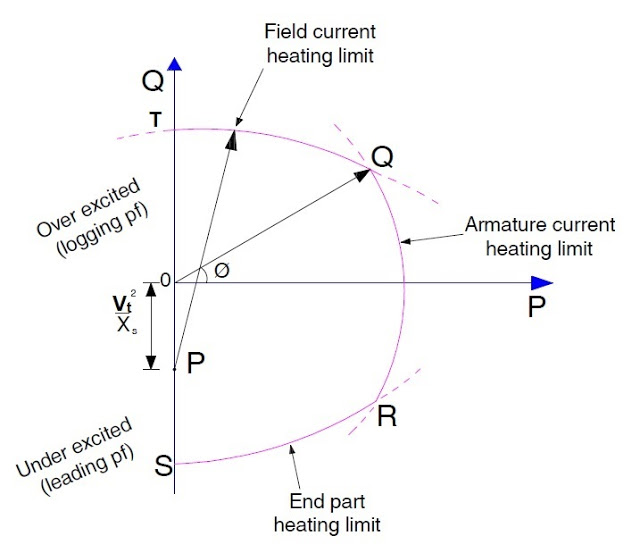 Field current
heating limit
Q
T
Q
Over excited
(logging pf)
Armature current
heating limit
0
Ø
Vt²
Xs
P
P
R
Under excited
(leading pf)
S
End part
heating limit